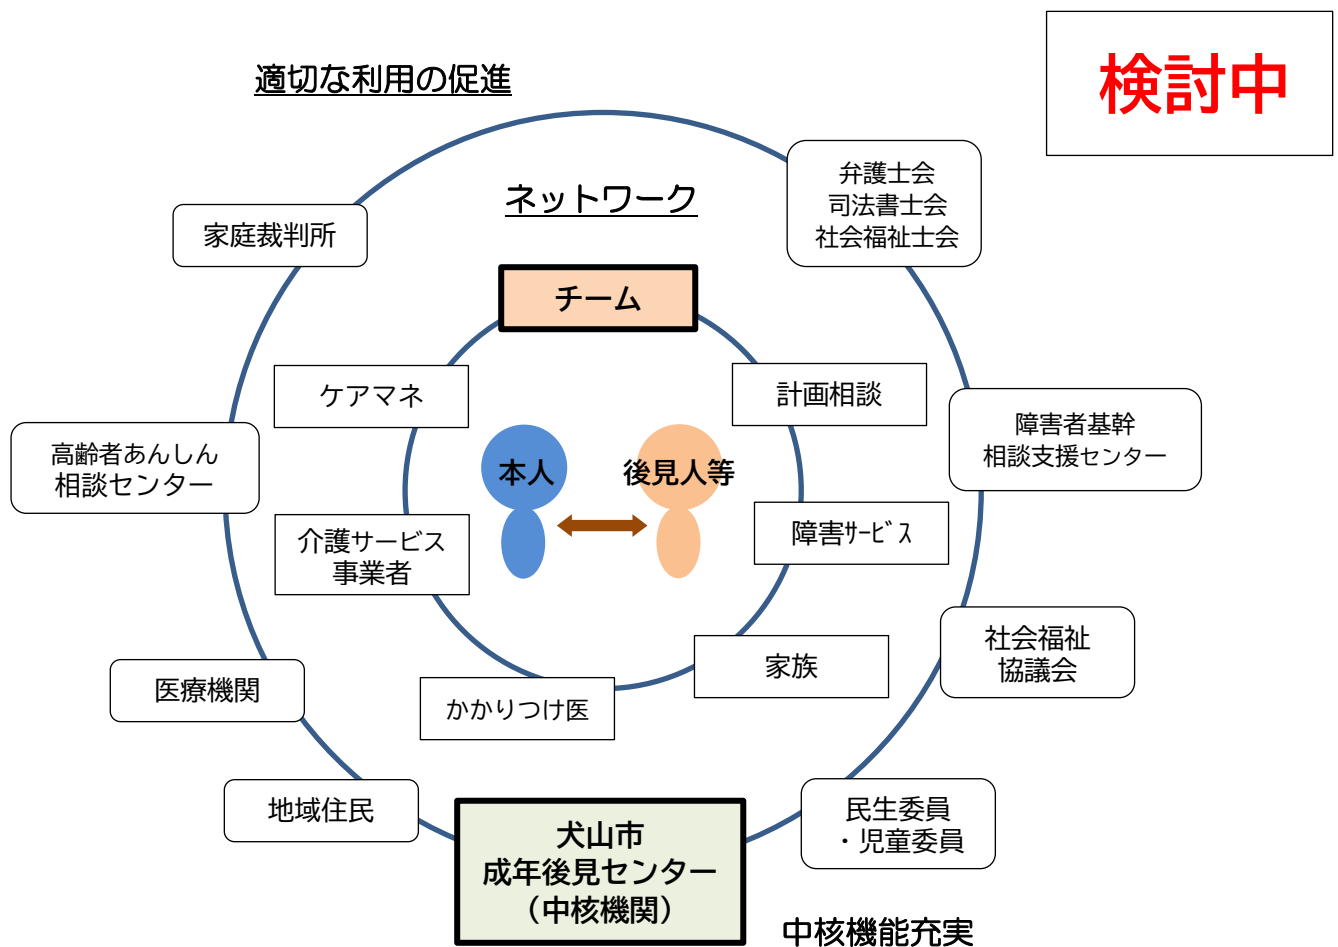 適切な利用の促進
検討中
ネットワーク
弁護士会
司法書士会
社会福祉士会
家庭裁判所
チーム
ケアマネ
計画相談
高齢者あんしん
相談センター
障害者基幹
相談支援センター
本人
後見人等
介護サービス
事業者
障害ｻｰﾋﾞｽ
社会福祉
協議会
家族
医療機関
かかりつけ医
地域住民
民生委員
・児童委員
犬山市
成年後見センター
（中核機関）
中核機能充実